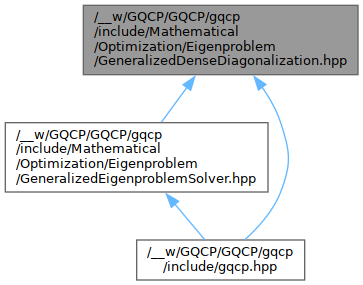 /__w/GQCP/GQCP/gqcp
/include/Mathematical
/Optimization/Eigenproblem
/GeneralizedDenseDiagonalization.hpp
/__w/GQCP/GQCP/gqcp
/include/Mathematical
/Optimization/Eigenproblem
/GeneralizedEigenproblemSolver.hpp
/__w/GQCP/GQCP/gqcp
/include/gqcp.hpp